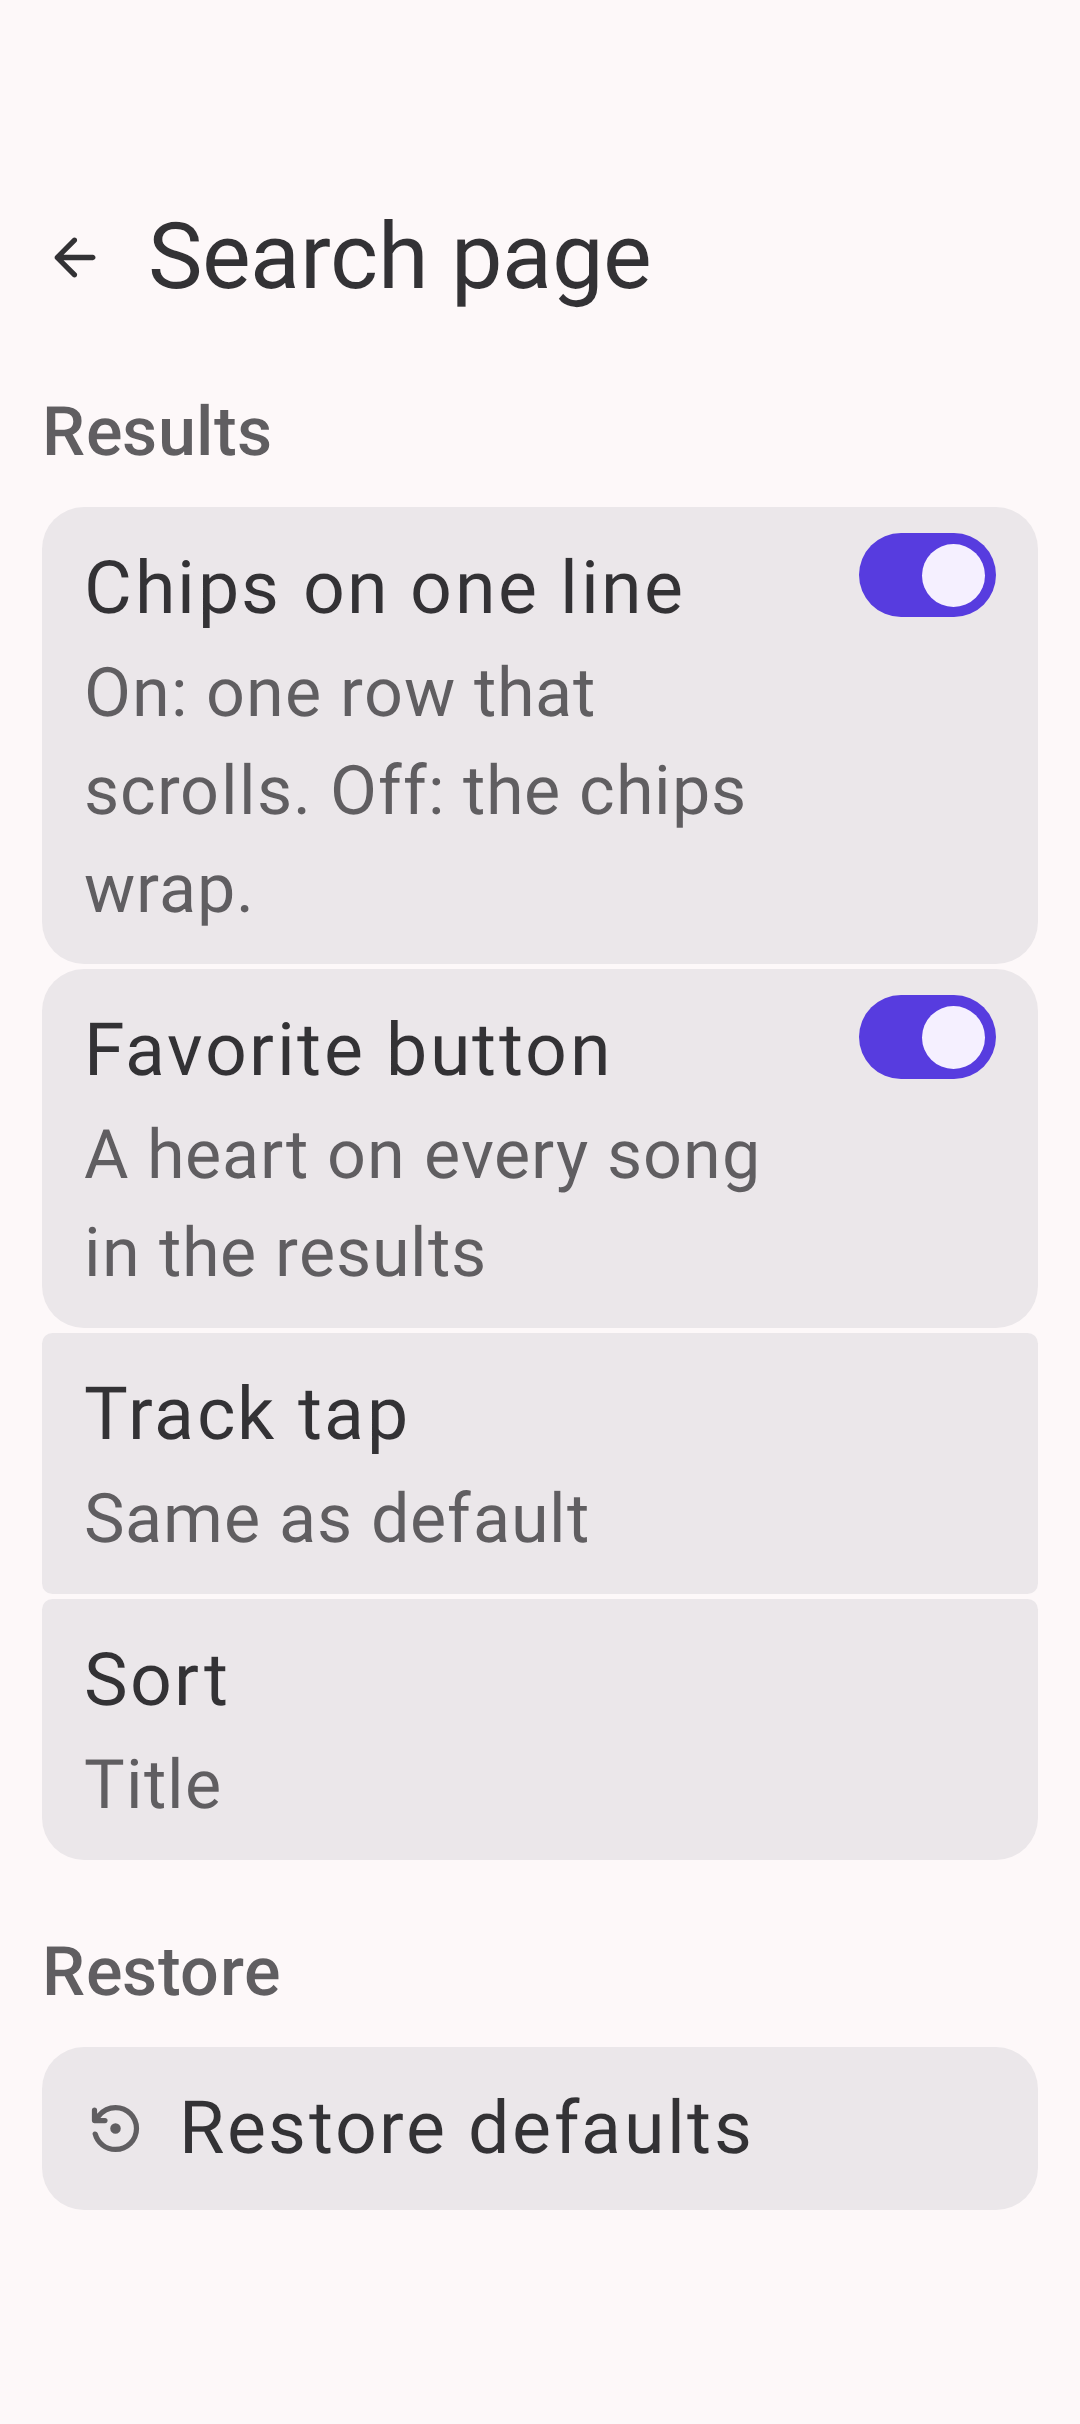 Search page
Results
Chips on one line
On: one row that
scrolls. Off: the chips
wrap.
Favorite button
A heart on every song
in the results
Track tap
Same as default
Sort
Title
Restore
Restore defaults